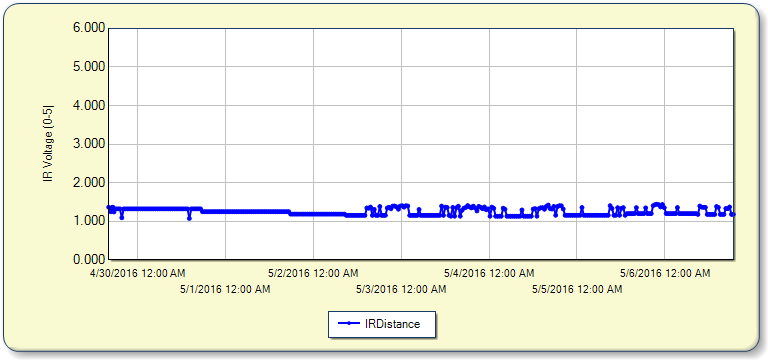 6.000
5.000
4.000
3.000
2.000
1.000
0.000
IR Voltage (0-5|
4/30/2016 12:00 AM
5/2/2016 12:00 AM
5/4/2016 12:00 AM
5/6/2016 12:00 AM
5/1/2016 12:00 AM
5/3/2016 12:00 AM
5/5/2016 12:00 AM
IRDistance